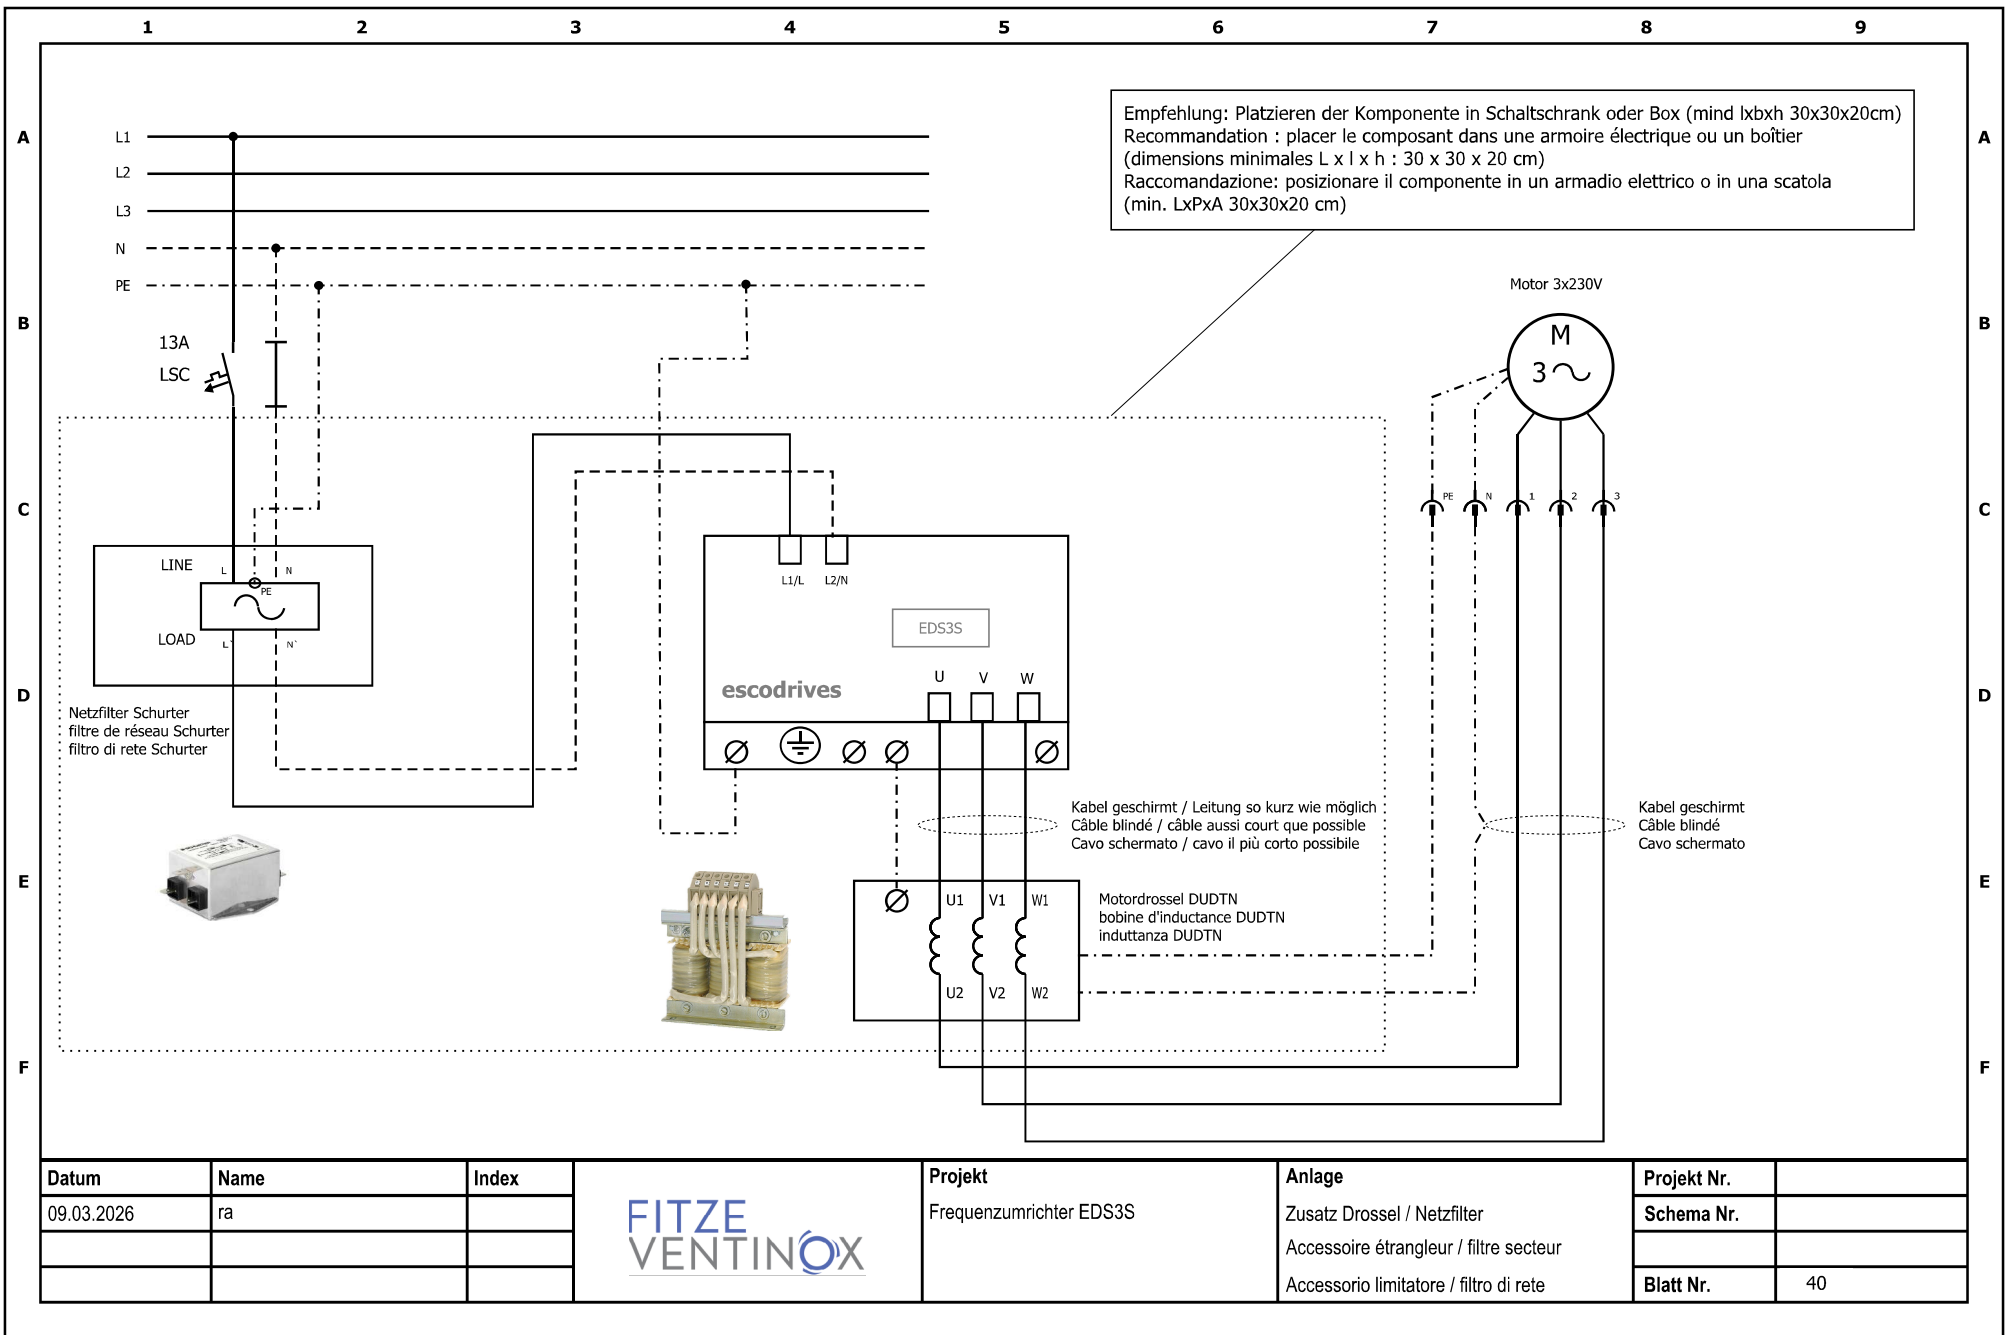 1 2 3 4 5 6 7 8 9
A
A
L1
L2
L3
N
PE
Empfehlung: Platzieren der Komponente in Schaltschrank oder Box (mind lxbxh 30x30x20cm)
Recommandation : placer le composant dans une armoire électrique ou un boîtier
(dimensions minimales L x l x h : 30 x 30 x 20 cm)
Raccomandazione: posizionare il componente in un armadio elettrico o in una scatola
(min. LxPxA 30x30x20 cm)
B
B
13A
LSC
Motor 3x230V
M
3
C
C
PE N 1 2 3
LINE
L N
PE
LOAD
L` N`
L1/L L2/N
EDS3S
escodrives
U V W
D
D
Netzfilter Schurter
filtre de réseau Schurter
filtro di rete Schurter
Kabel geschirmt / Leitung so kurz wie möglich
Câble blindé / câble aussi court que possible
Cavo schermato / cavo il più corto possibile
Kabel geschirmt
Câble blindé
Cavo schermato
E
E
U1 V1 W1
U2 V2 W2
Motordrossel DUDTN
bobine d'inductance DUDTN
induttanza DUDTN
F
F
Datum Name Index
09.03.2026 ra
FITZE
VENTINOX
Projekt
Frequenzumrichter EDS3S
Anlage
Zusatz Drossel / Netzfilter
Accessoire étrangleur / filtre secteur
Accessorio limitatore / filtro di rete
Projekt Nr.
Schema Nr.
Blatt Nr. 40